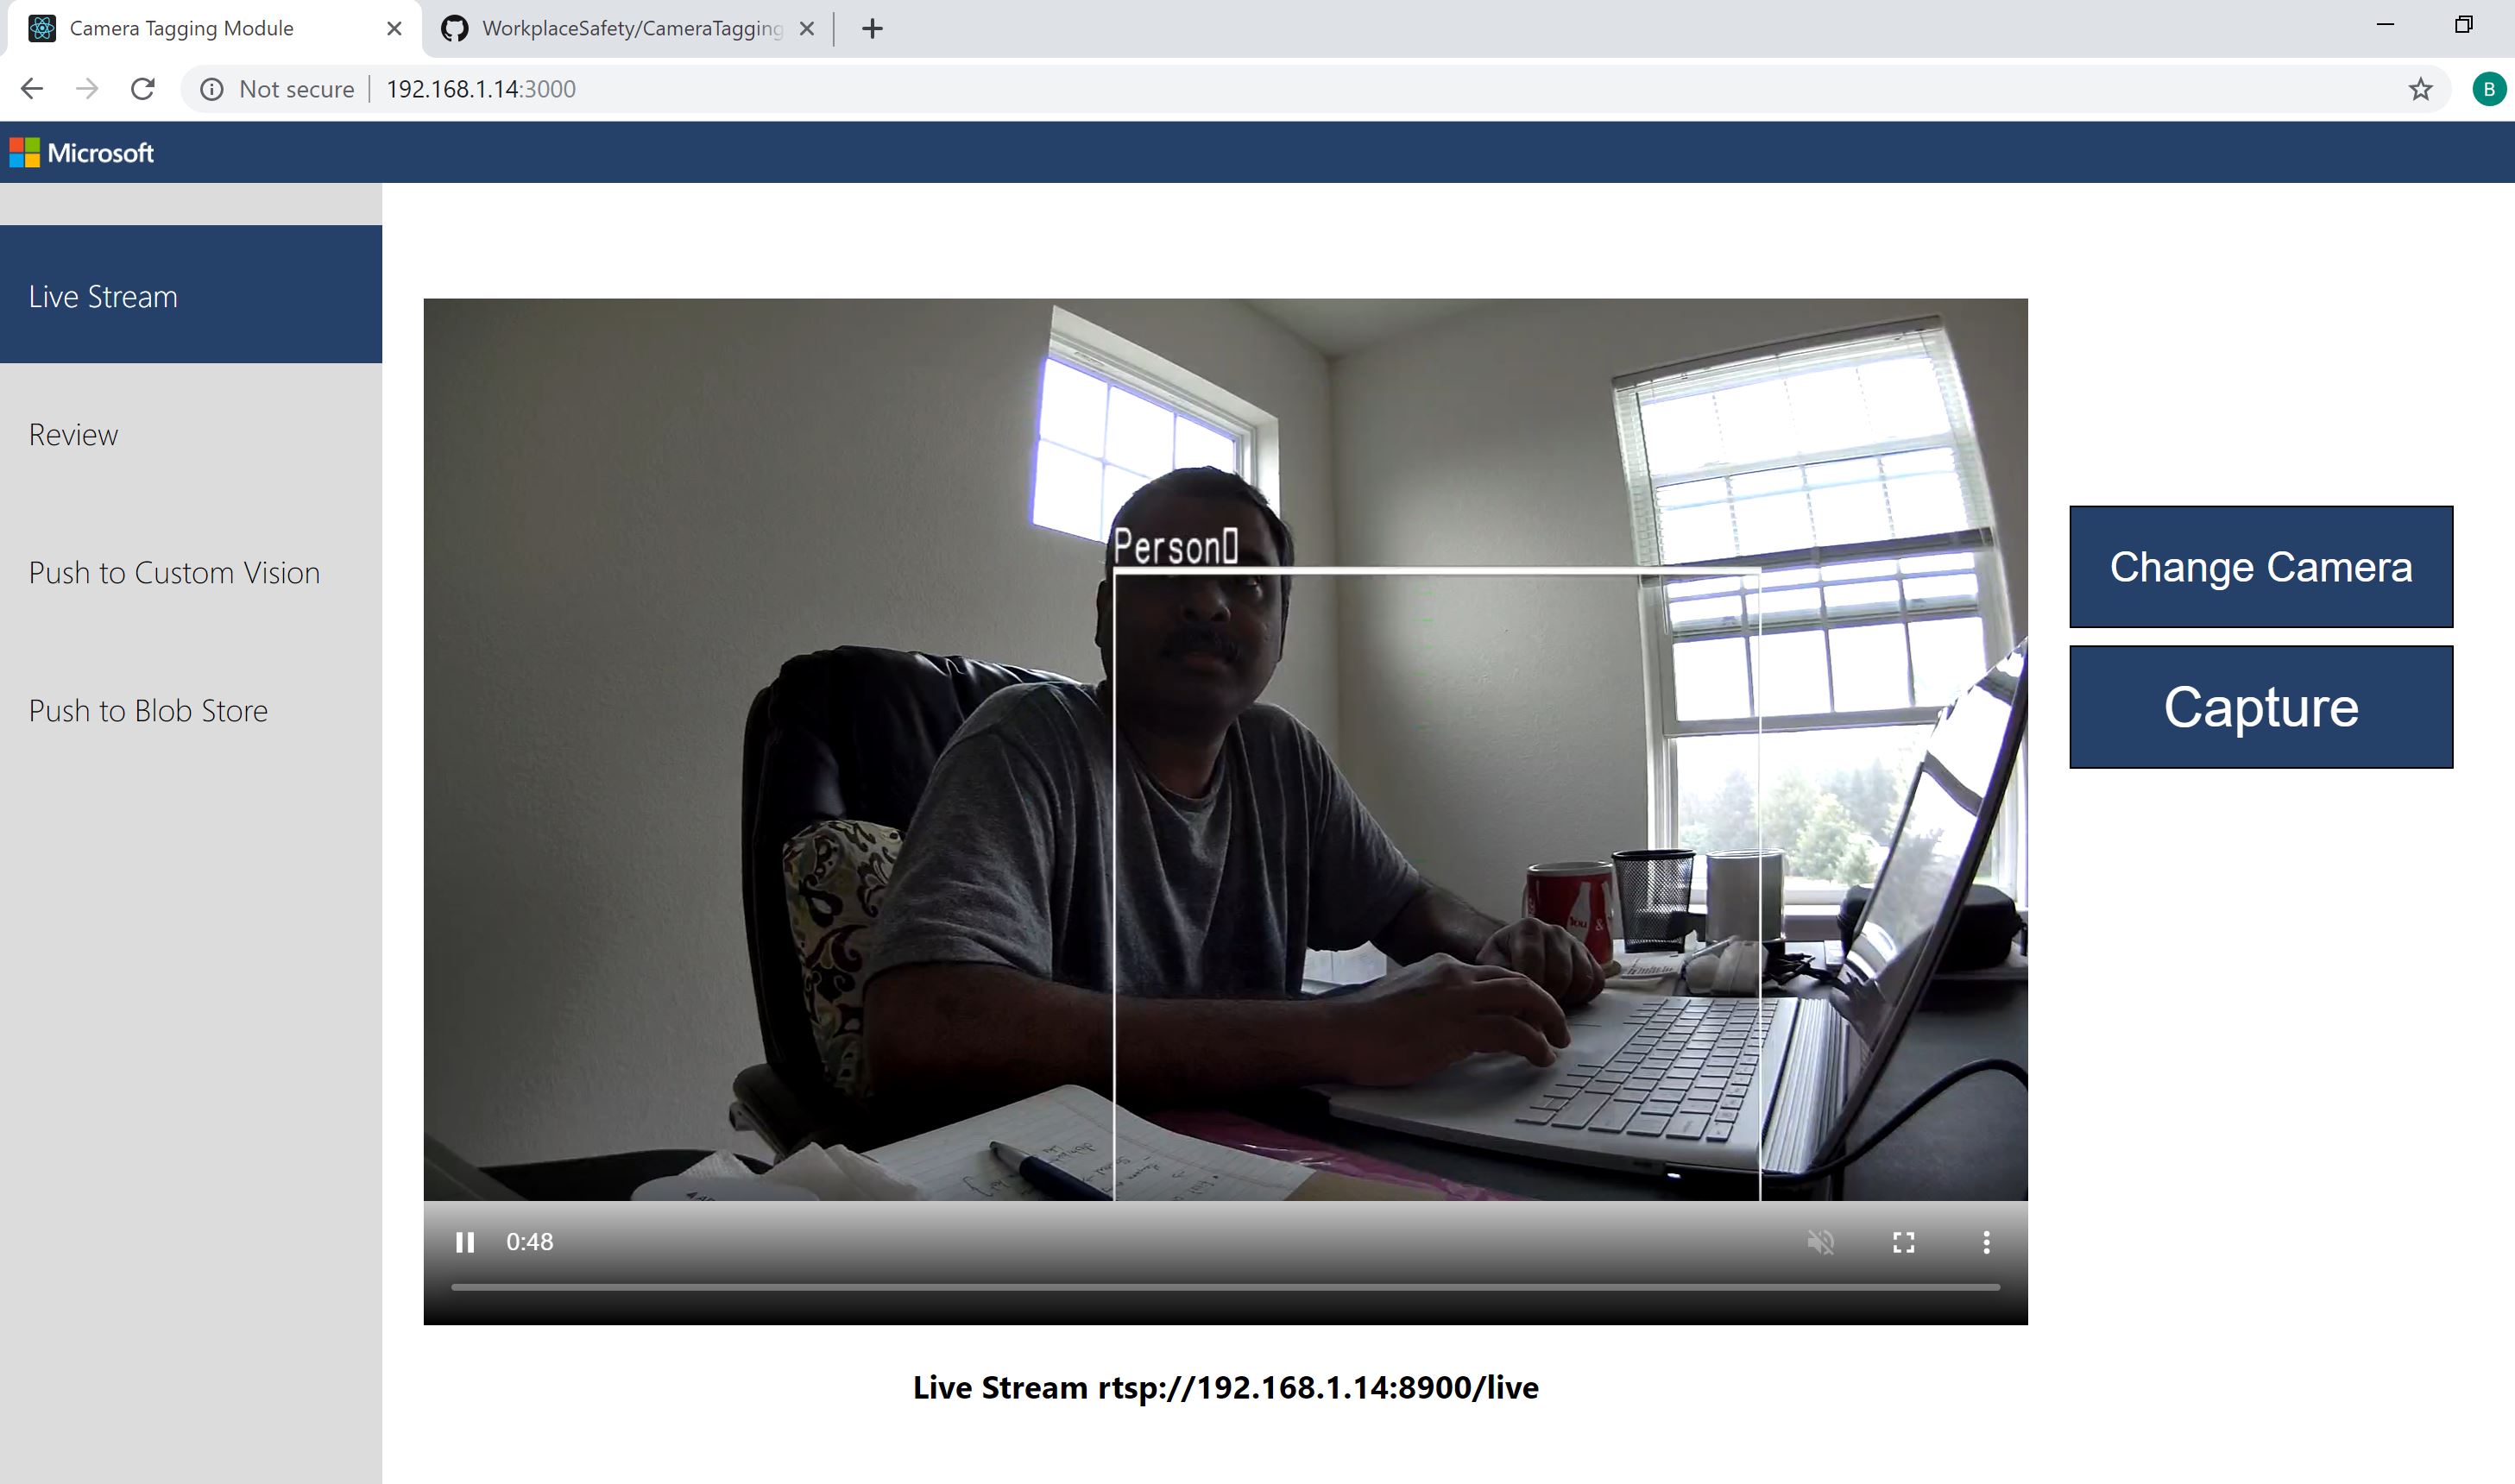 Camera Tagging Module
WorkplaceSafety/CameraTagging
Not secure
192.168.1.14:3000
B
Microsoft
Live Stream
Review
Push to Custom Vision
Push to Blob Store
Person
You &
Change Camera
Capture
0:48
Live Stream rtsp://192.168.1.14:8900/live